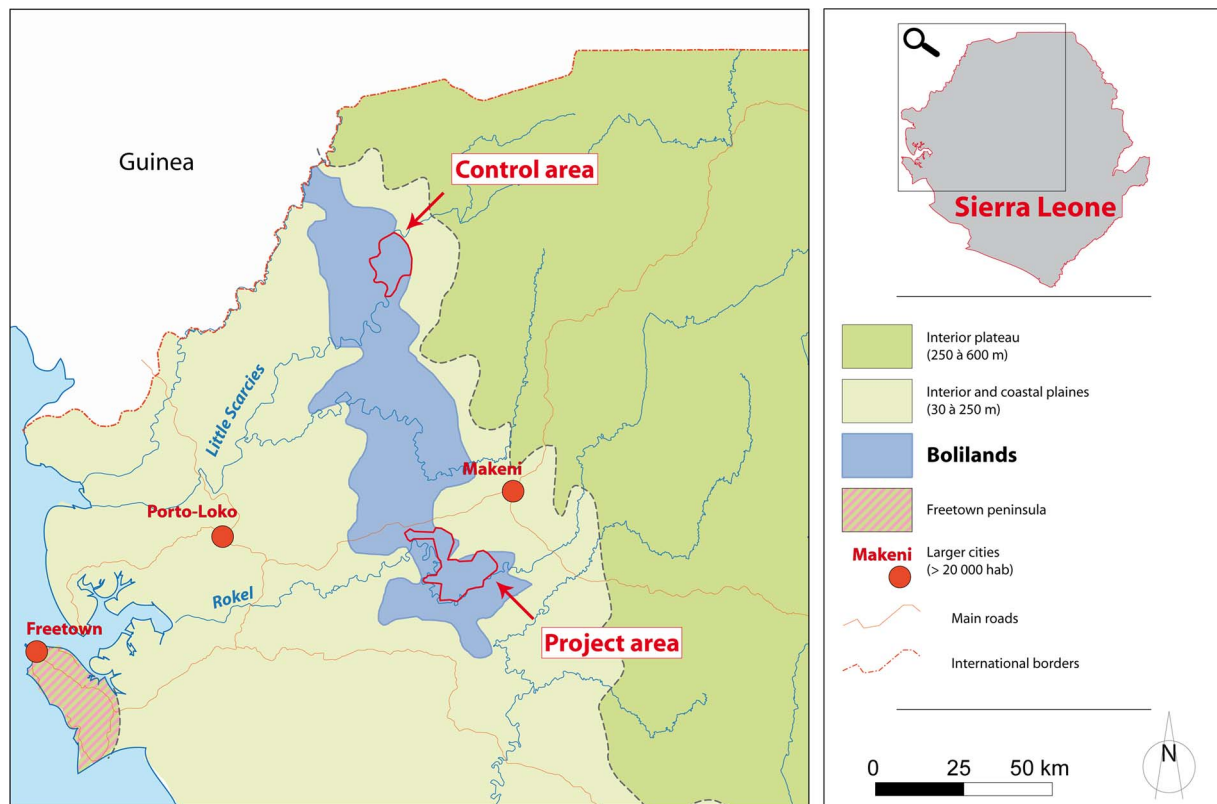 Guinea
Control area
Little Scarcies
Makeni
Porto-Loko
Rokel
Freetown
Project area
Sierra Leone
Interior plateau
(250 à 600 m)
Interior and coastal plaines
(30 à 250 m)
Bolilands
Freetown peninsula
Makeni
Larger cities
(> 20 000 hab)
Main roads
International borders
0 25 50 km
N